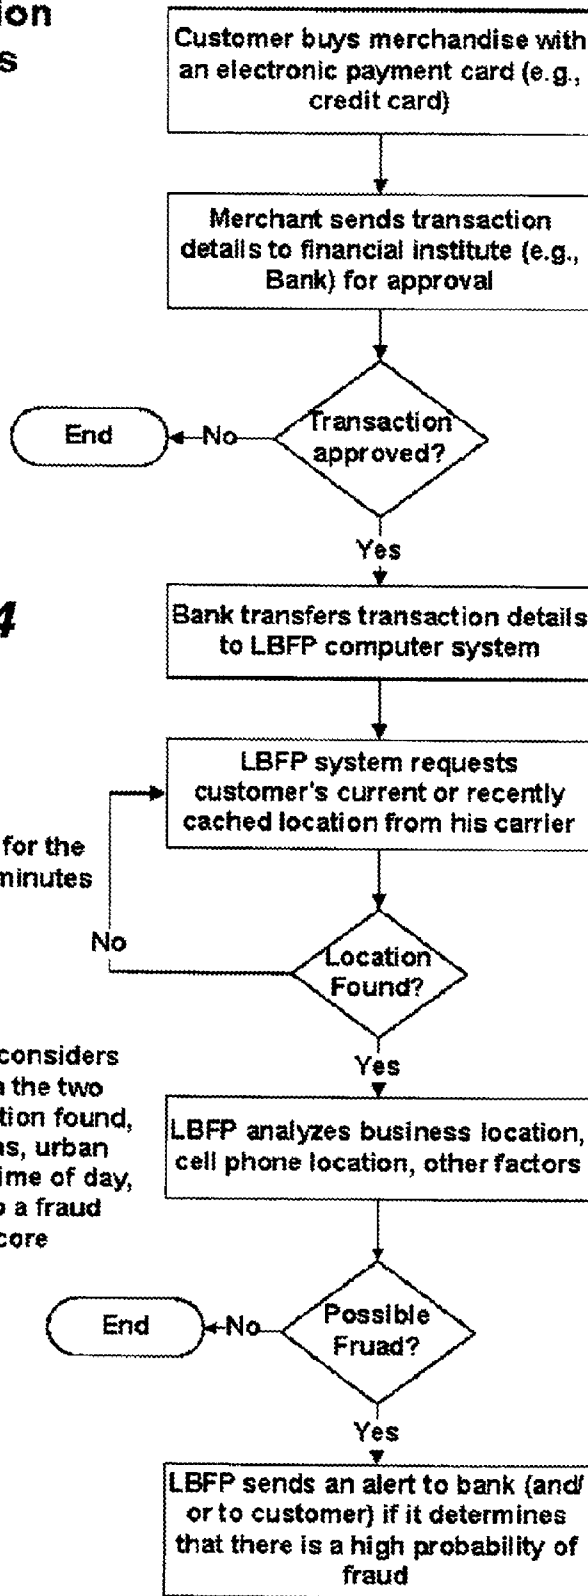 ion
s
Customer buys merchandise with
an electronic payment card (e.g.,
credit card)
Merchant sends transaction
details to financial institute (e.g.,
Bank) for approval
Transaction
approved?
No
End
Yes
4
Bank transfers transaction details
to LBFP computer system
LBFP system requests
customer's current or recently
cached location from his carrier
for the
minutes
No
Location
Found?
Yes
considers
the two
tion found,
ns, urban
ime of day,
o a fraud
core
LBFP analyzes business location,
cell phone location, other factors
Possible
Fruad?
No
End
Yes
LBFP sends an alert to bank (and/
or to customer) if it determines
that there is a high probability of
fraud